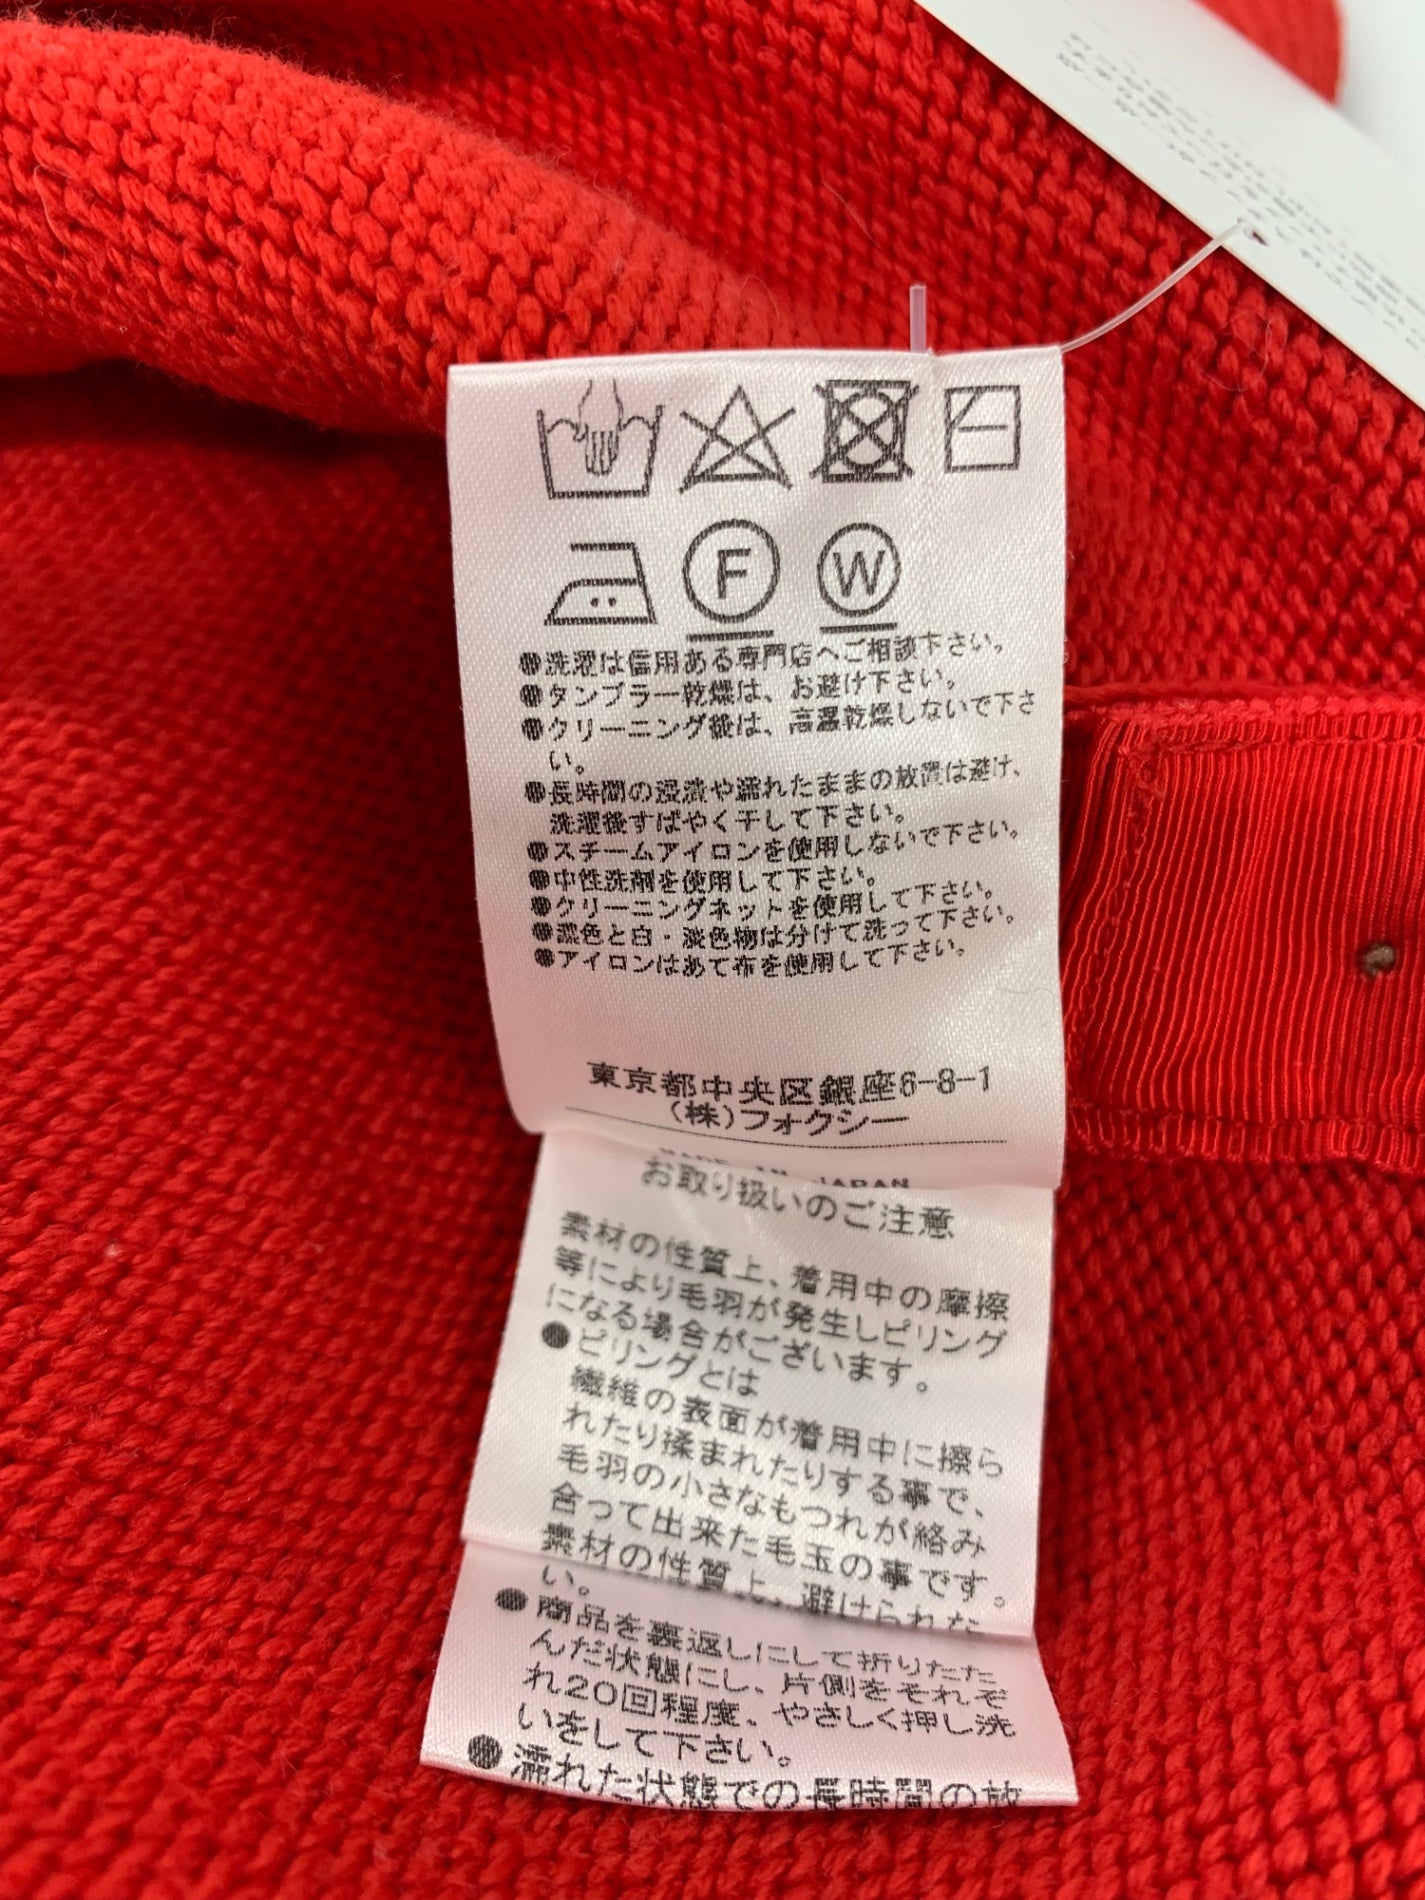 F
W
●洗濯は信用ある専門店へご相談下さい。
●タンブラー乾燥は、お避け下さい。
●クリーニング後は、高温乾燥しないで下さ
い。
●長時間の浸漬や濡れたままの放置は避け、
洗濯後すばやく干して下さい。
●スチームアイロンを使用しないで下さい。
●中性洗剤を使用して下さい。
●クリーニングネットを使用して下さい。
●濃色と白・淡色物は分けて洗って下さい。
●アイロンはあて布を使用して下さい。
東京都中央区銀座6-8-1
(株)フォクシー
MADE IN JAPAN
お取り扱いのご注意
素材の性質上、着用中の摩擦
等により毛羽が発生しピリング
になる場合がございます。
●ピリングとは
繊維の表面が着用中に擦ら
れたり揉まれたりする事で、
毛羽の小さなもつれが絡み
合って出来た毛玉の事です。
素材の性質上、避けられな
い。
●商品を裏返しにして折りたた
んだ状態にし、片側をそれぞ
れ20回程度、やさしく押し洗
いをして下さい。
●濡れた状態での長時間の放